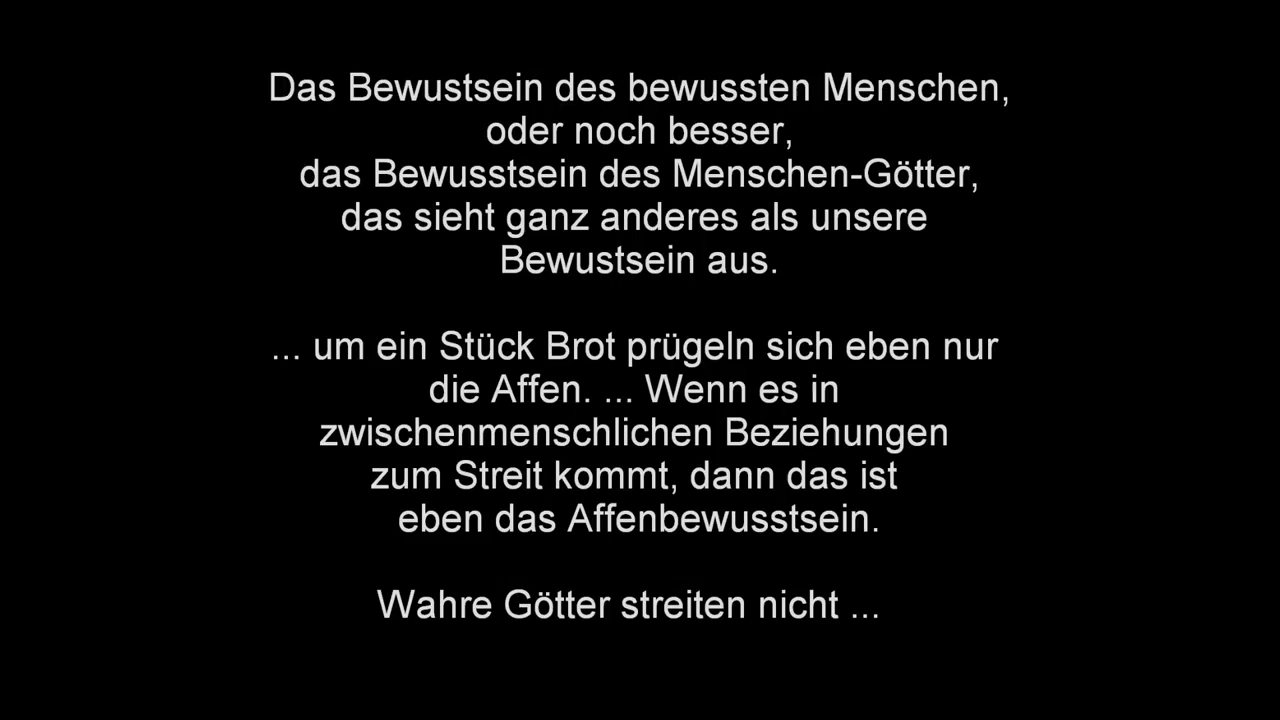 Das Bewustsein des bewussten Menschen,
oder noch besser,
das Bewusstsein des Menschen-Götter,
das sieht ganz anderes als unsere
Bewustsein aus.
... um ein Stück Brot prügeln sich eben nur
die Affen. ... Wenn es in
zwischenmenschlichen Beziehungen
zum Streit kommt, dann das ist
eben das Affenbewusstsein.
Wahre Götter streiten nicht ...